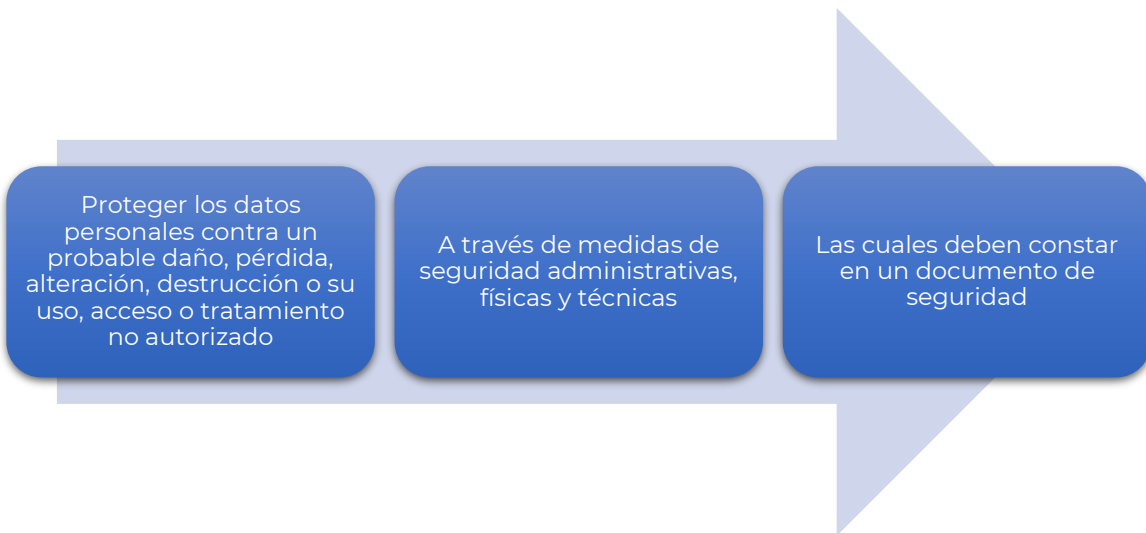 Proteger los datos
personales contra un
probable daño, pérdida,
alteración, destrucción o su
uso, acceso o tratamiento
no autorizado
A través de medidas de
seguridad administrativas,
físicas y técnicas
Las cuales deben constar
en un documento de
seguridad